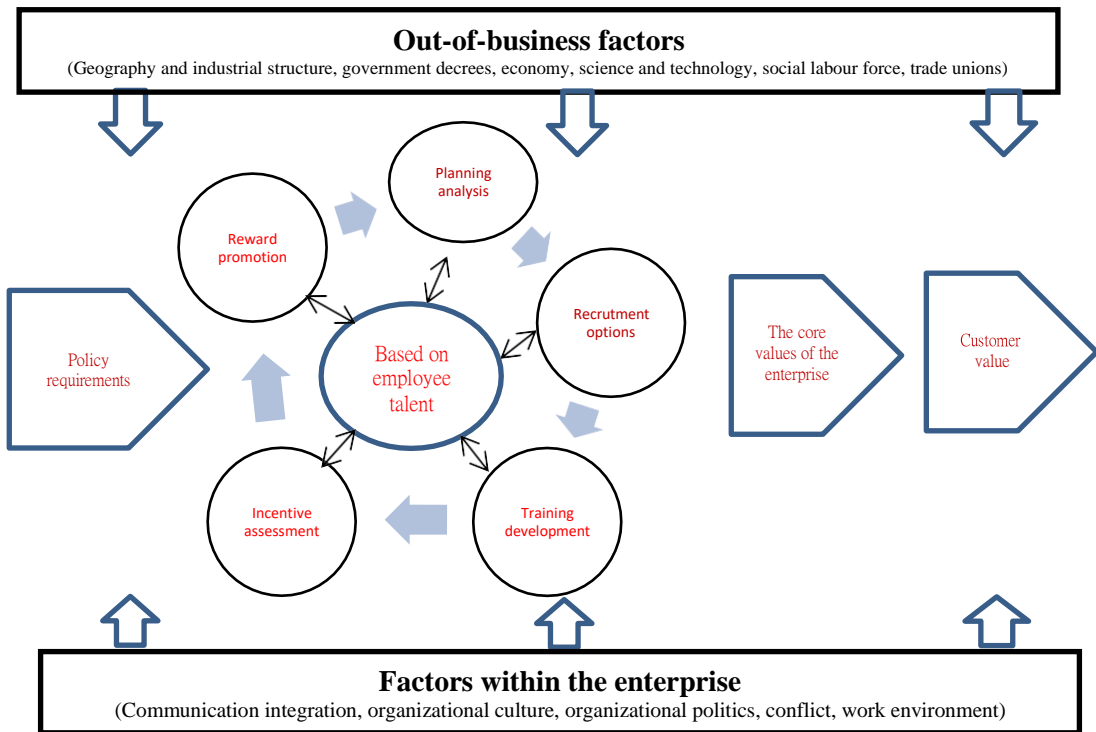 Out-of-business factors
(Geography and industrial structure, government decrees, economy, science and technology, social labour force, trade unions)
Planning
analysis
Reward
promotion
Recrutment
options
Based on
employee
talent
Policy
requirements
The core
values of the
enterprise
Customer
value
Incentive
assessment
Training
development
Factors within the enterprise
(Communication integration, organizational culture, organizational politics, conflict, work environment)